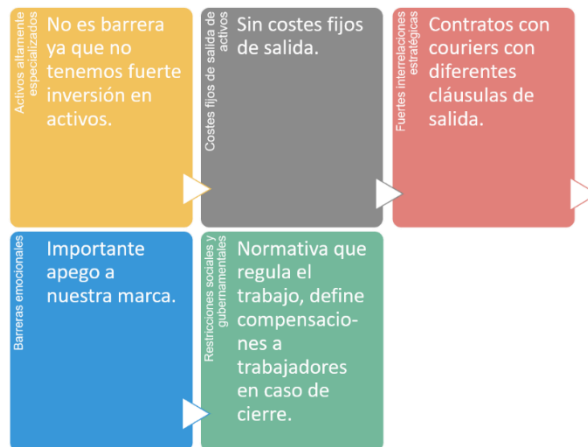 Activos altamente
especializados
No es barrera
ya que no
tenemos fuerte
inversión en
activos.
Costes fijos de salida de
activos
Sin costes fijos
de salida.
Fuertes interrelaciones
estratégicas
Contratos con
couriers con
diferentes
cláusulas de
salida.
Barreras emocionales
Importante
apego a
nuestra marca.
Restricciones sociales y
gubernamentales
Normativa que
regula el
trabajo, define
compensacio-
nes a
trabajadores
en caso de
cierre.